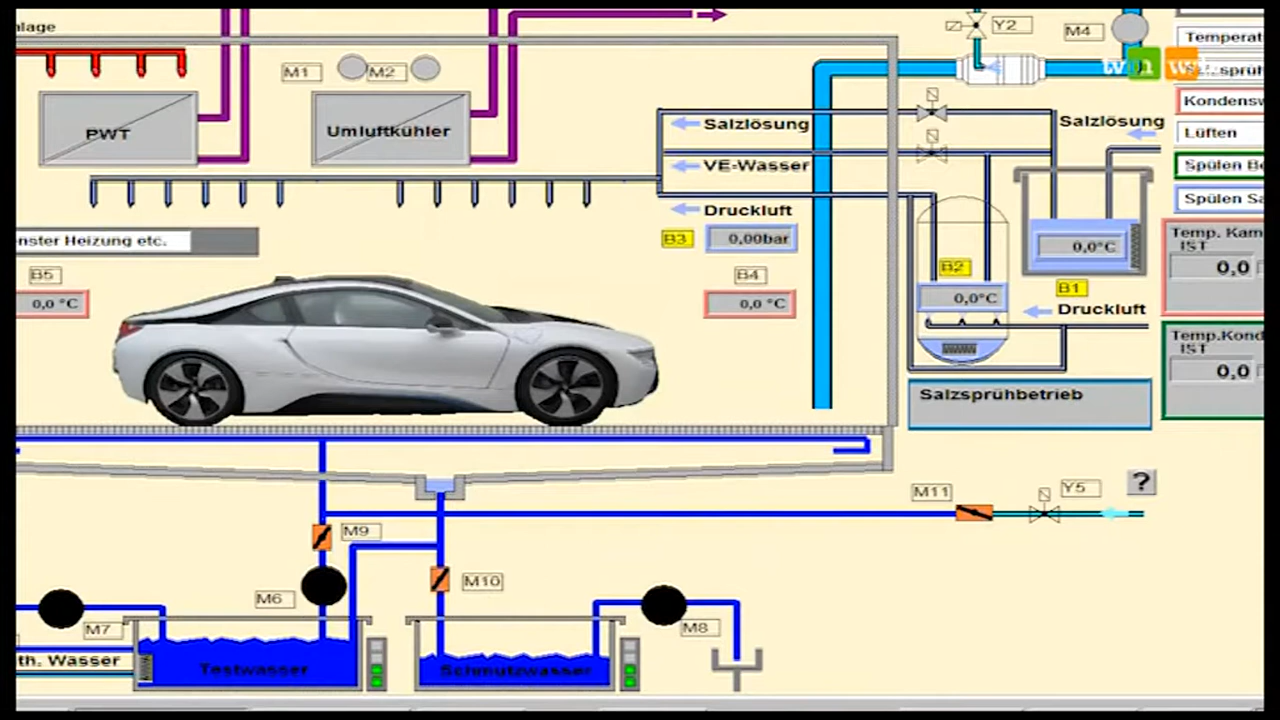 nlage
Y2
M4
Temperat
M1
M2
Kondensw
PWT
Umluftkühler
Salzlösung
Salzlösung
Lüften
VE-Wasser
Spülen Be
Druckluft
Spülen Sa
nster Heizung etc.
B3
0,00bar
0,0°C
Temp. Kam
IST
0,0
B5
B4
B2
B1
0,0 °C
0,0 °C
0,0°C
Druckluft
Temp.Kond
IST
0,0
Salzsprühbetrieb
M11
Y5
?
M9
M10
M6
M7
M8
th. Wasser
Testwasser
Schmutzwasser